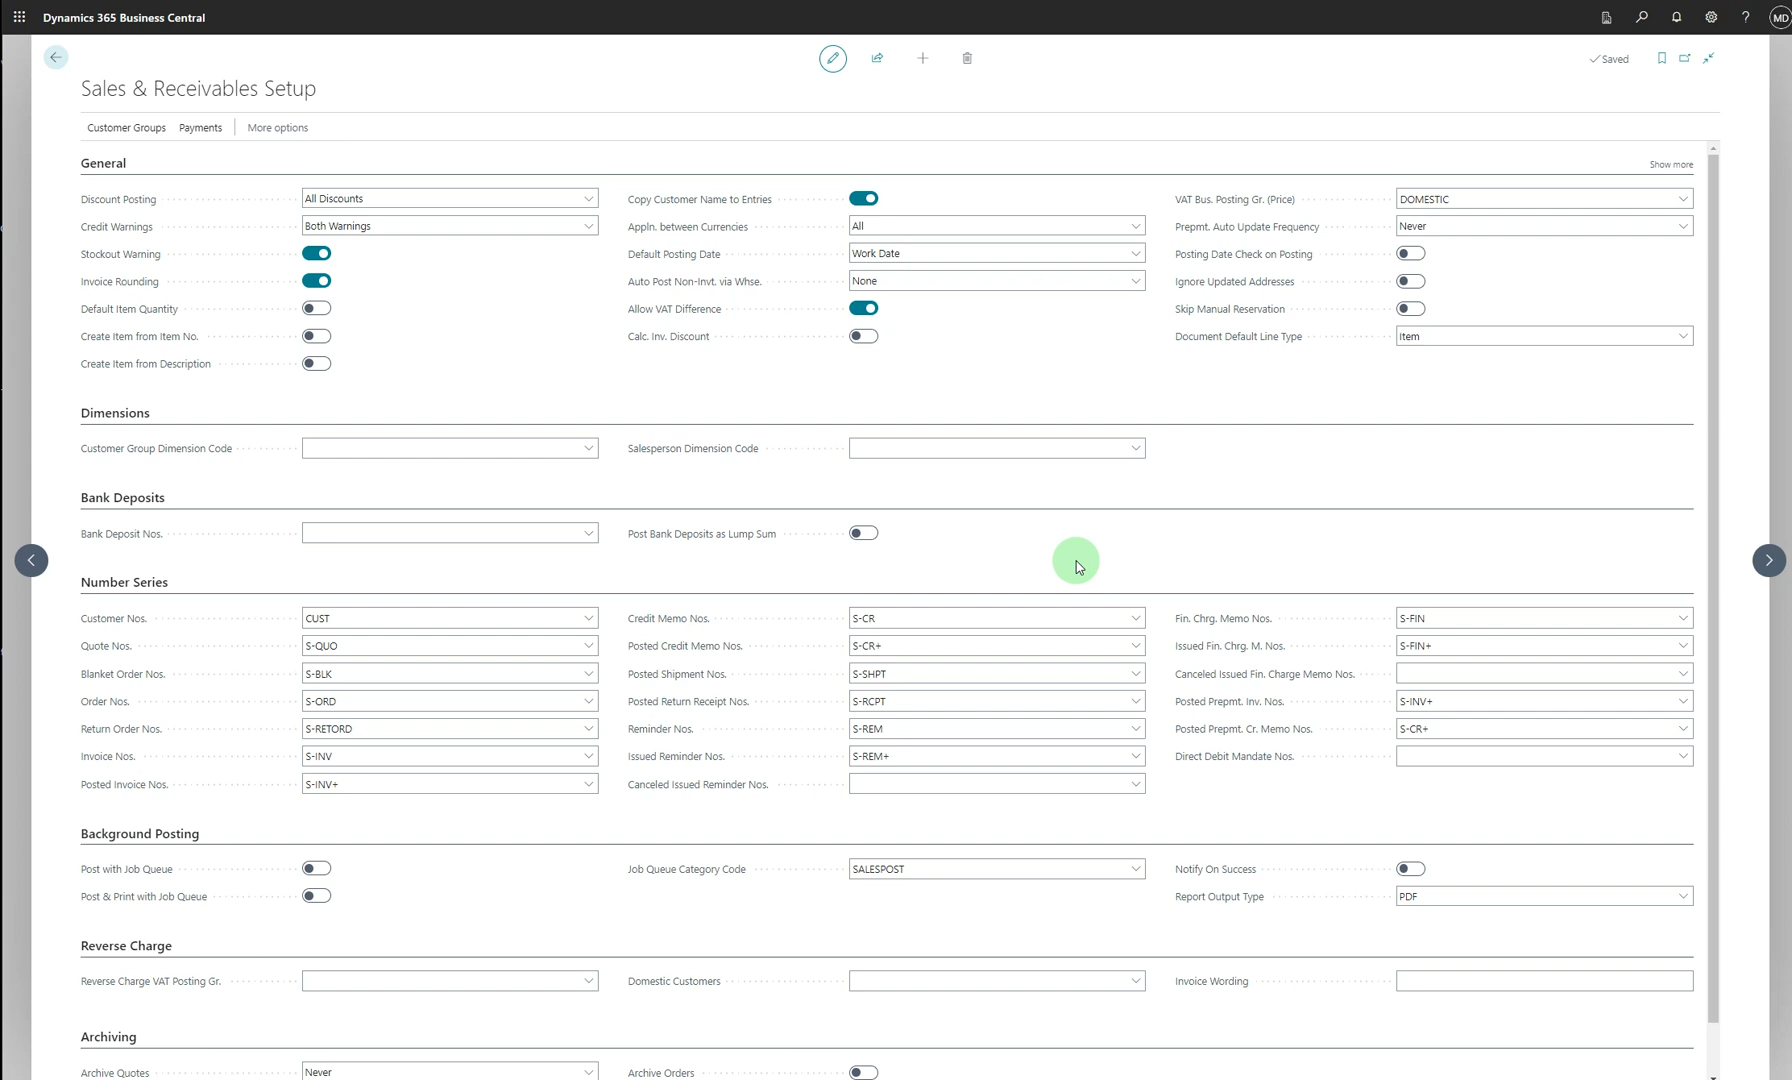 Dynamics 365 Business Central
?
MD
Saved
Sales & Receivables Setup
Customer Groups Payments More options
General
Show more
Discount Posting All Discounts Copy Customer Name to Entries VAT Bus. Posting Gr. (Price) DOMESTIC
Credit Warnings Both Warnings Appln. between Currencies All Prepmt. Auto Update Frequency Never
Stockout Warning Default Posting Date Work Date Posting Date Check on Posting
Invoice Rounding Auto Post Non-Invt. via Whse. None Ignore Updated Addresses
Default Item Quantity Allow VAT Difference Skip Manual Reservation
Create Item from Item No. Calc. Inv. Discount Document Default Line Type Item
Create Item from Description
Dimensions
Customer Group Dimension Code Salesperson Dimension Code
Bank Deposits
Bank Deposit Nos. Post Bank Deposits as Lump Sum
Number Series
Customer Nos. CUST Credit Memo Nos. S-CR Fin. Chrg. Memo Nos. S-FIN
Quote Nos. S-QUO Posted Credit Memo Nos. S-CR+ Issued Fin. Chrg. M. Nos. S-FIN+
Blanket Order Nos. S-BLK Posted Shipment Nos. S-SHPT Canceled Issued Fin. Charge Memo Nos.
Order Nos. S-ORD Posted Return Receipt Nos. S-RCPT Posted Prepmt. Inv. Nos. S-INV+
Return Order Nos. S-RETORD Reminder Nos. S-REM Posted Prepmt. Cr. Memo Nos. S-CR+
Invoice Nos. S-INV Issued Reminder Nos. S-REM+ Direct Debit Mandate Nos.
Posted Invoice Nos. S-INV+ Canceled Issued Reminder Nos.
Background Posting
Post with Job Queue Job Queue Category Code SALESPOST Notify On Success
Post & Print with Job Queue Report Output Type PDF
Reverse Charge
Reverse Charge VAT Posting Gr. Domestic Customers Invoice Wording
Archiving
Archive Quotes Never Archive Orders